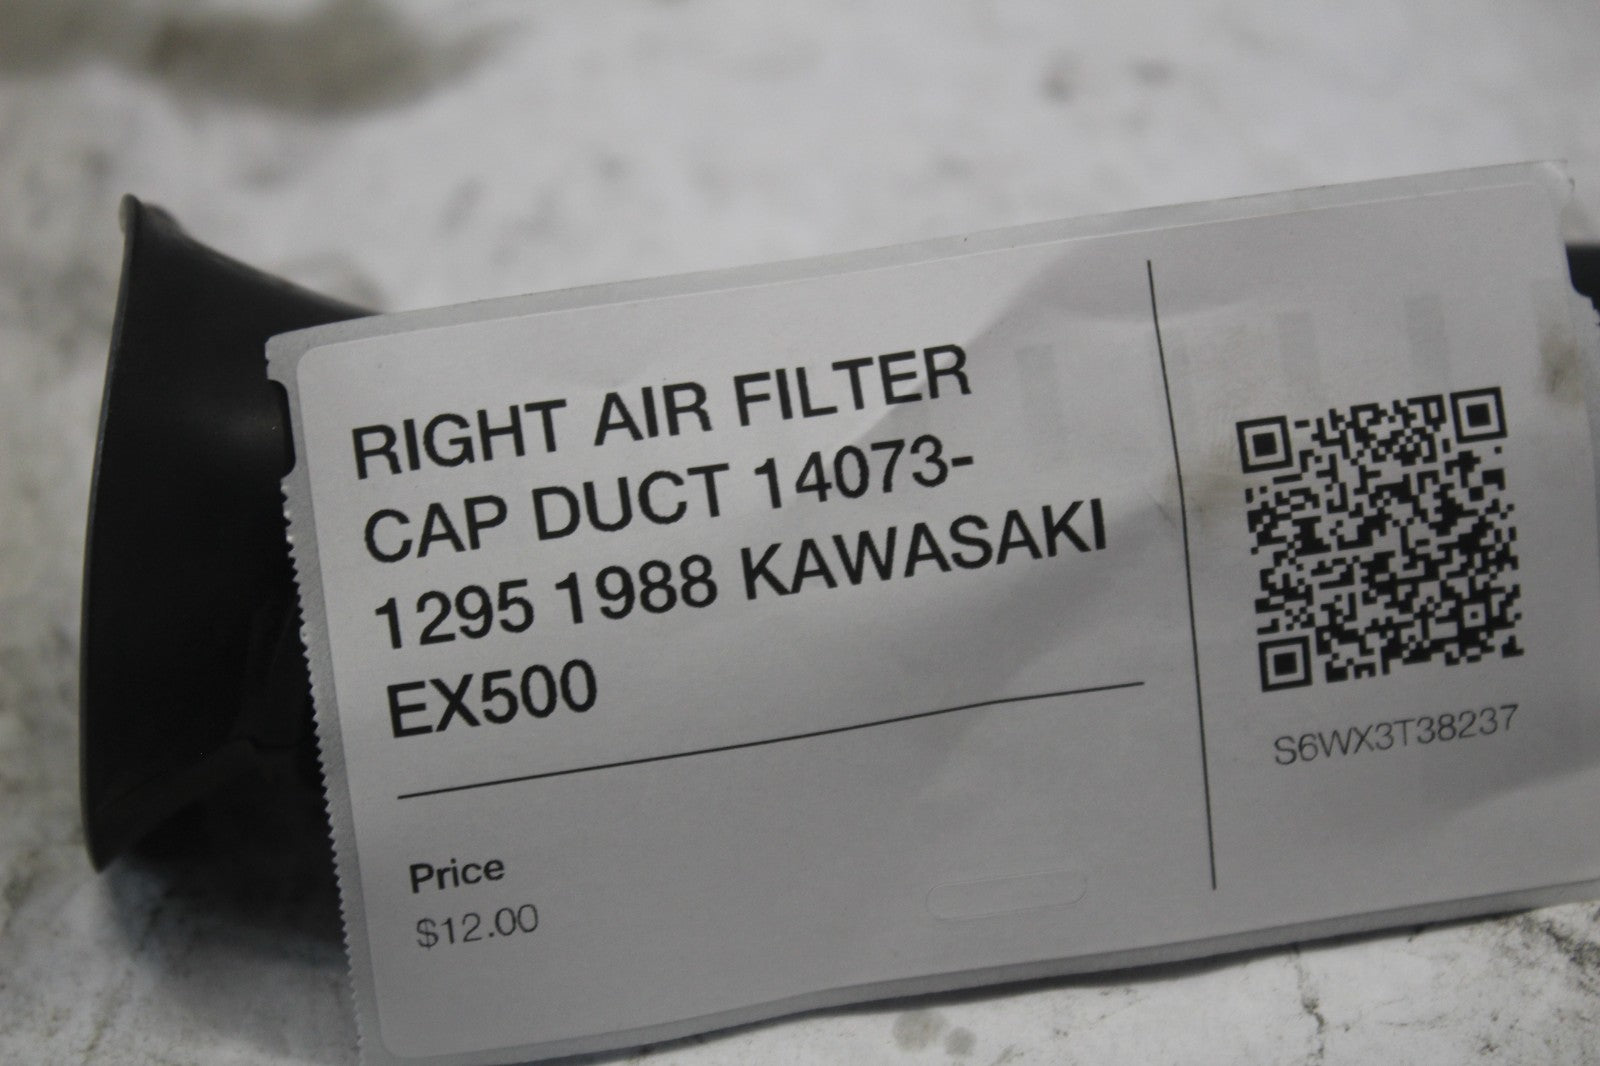 RIGHT AIR FILTER
CAP DUCT 14073-
1295 1988 KAWASAKI
EX500
Price
$12.00
S6WX3T38237